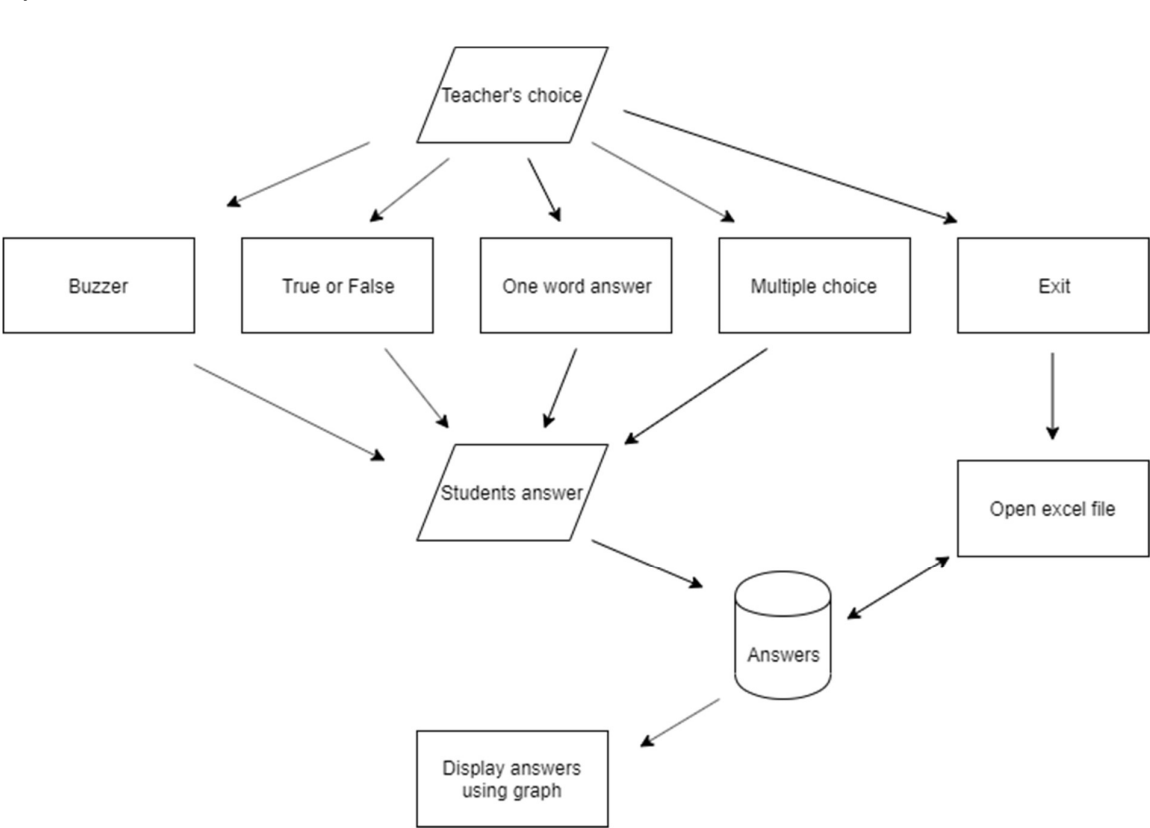 Teacher's choice
Buzzer
True or False
One word answer
Multiple choice
Exit
Students answer
Open excel file
Answers
Display answers
using graph